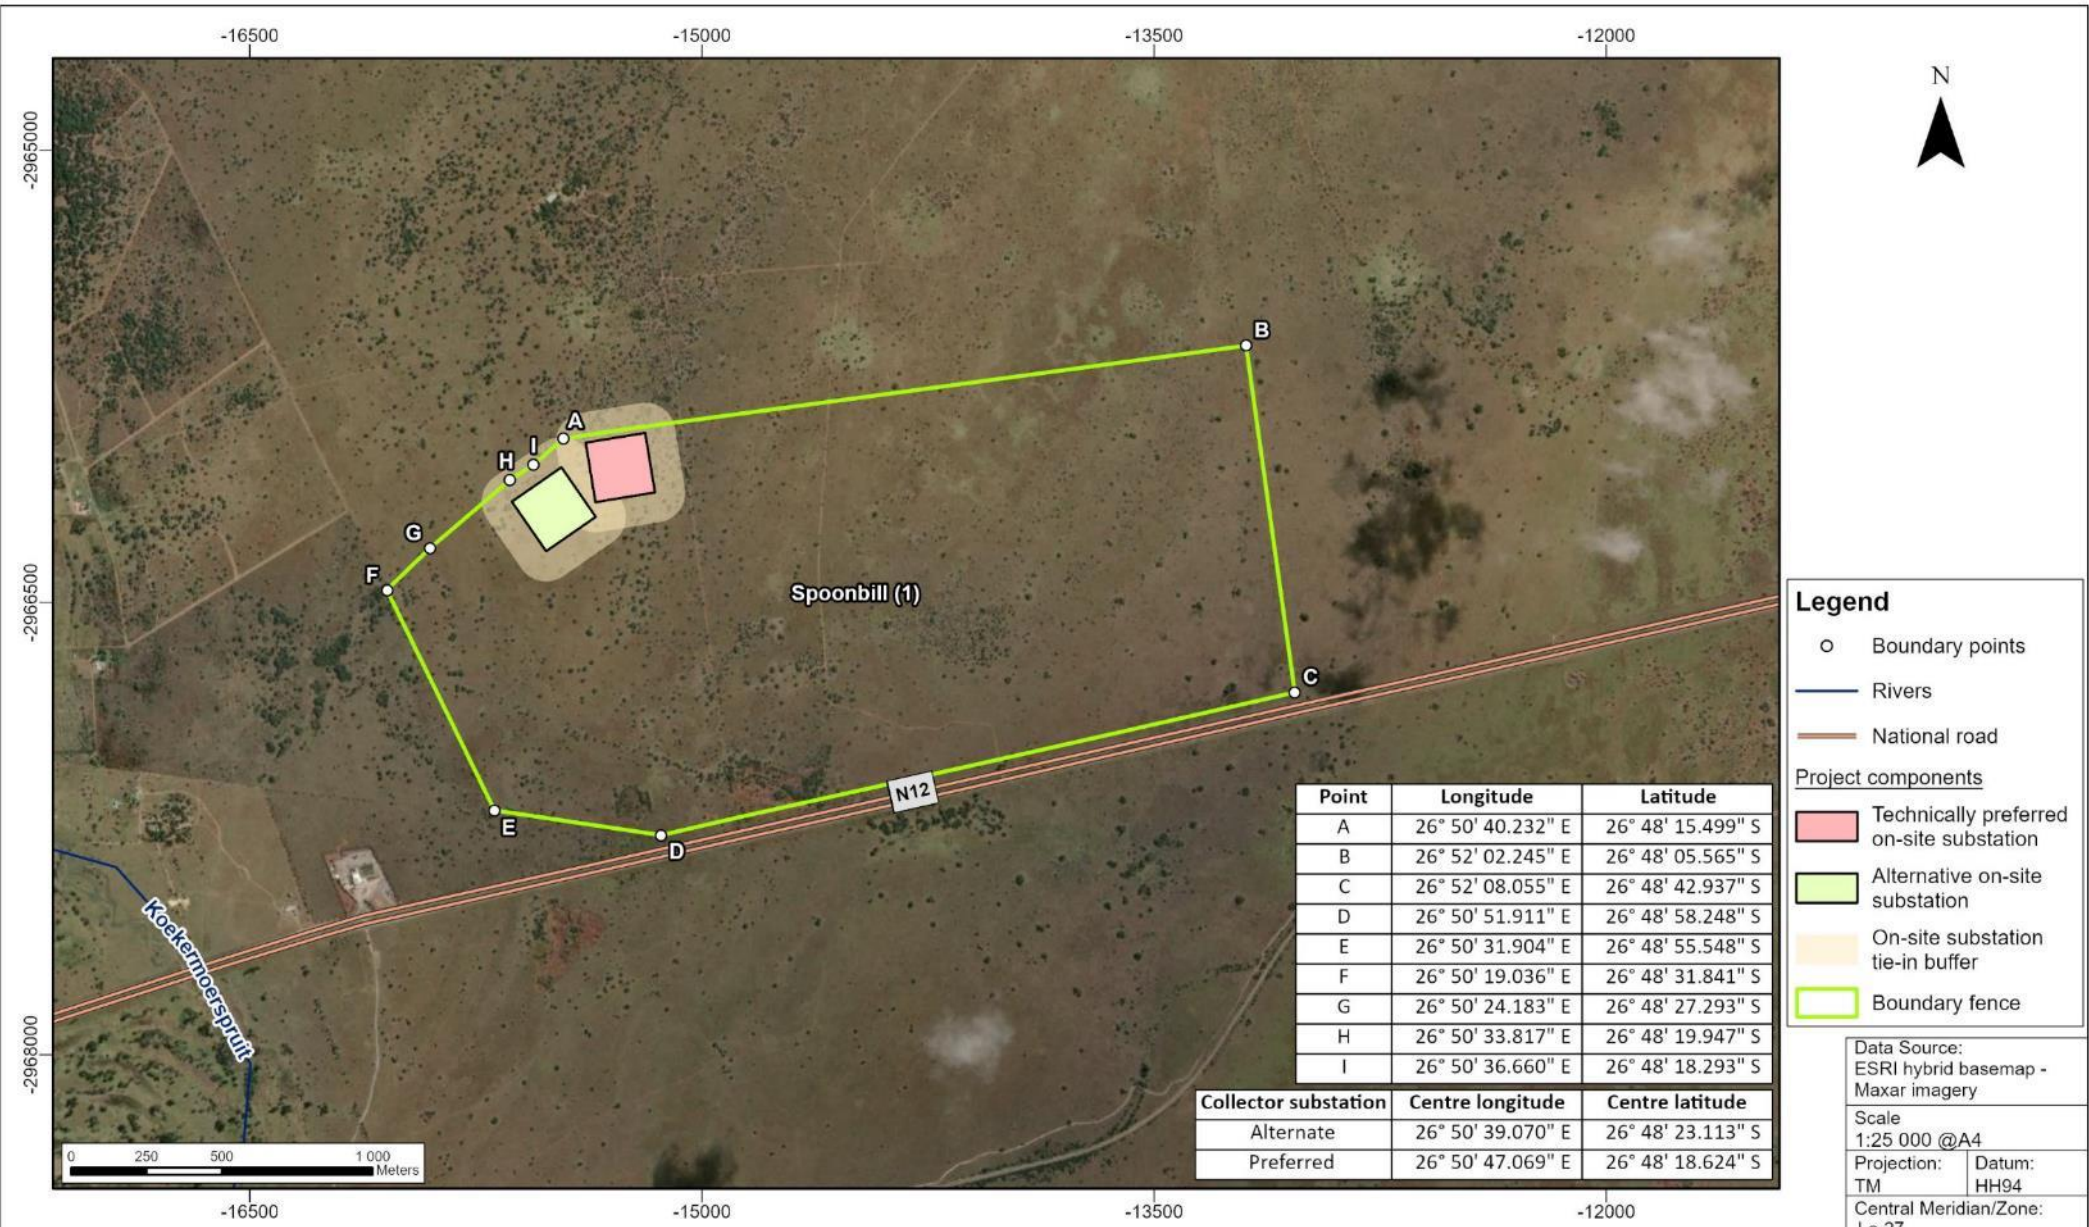 -16500 -15000 -13500 -12000
N
-2965000
B
A
I
H
G
F
-2966500
Spoonbill (1)
C
N12
E
D
Koekermoerspruit
-2968000
0 250 500 1 000
Meters
-16500 -15000 -13500 -12000
Point Longitude Latitude
A 26° 50' 40.232" E 26° 48' 15.499" S
B 26° 52' 02.245" E 26° 48' 05.565" S
C 26° 52' 08.055" E 26° 48' 42.937" S
D 26° 50' 51.911" E 26° 48' 58.248" S
E 26° 50' 31.904" E 26° 48' 55.548" S
F 26° 50' 19.036" E 26° 48' 31.841" S
G 26° 50' 24.183" E 26° 48' 27.293" S
H 26° 50' 33.817" E 26° 48' 19.947" S
I 26° 50' 36.660" E 26° 48' 18.293" S
Collector substation Centre longitude Centre latitude
Alternate 26° 50' 39.070" E 26° 48' 23.113" S
Preferred 26° 50' 47.069" E 26° 48' 18.624" S
Legend
Boundary points
Rivers
National road
Project components
Technically preferred
on-site substation
Alternative on-site
substation
On-site substation
tie-in buffer
Boundary fence
Data Source:
ESRI hybrid basemap -
Maxar imagery
Scale
1:25 000 @A4
Projection: Datum:
TM HH94
Central Meridian/Zone: